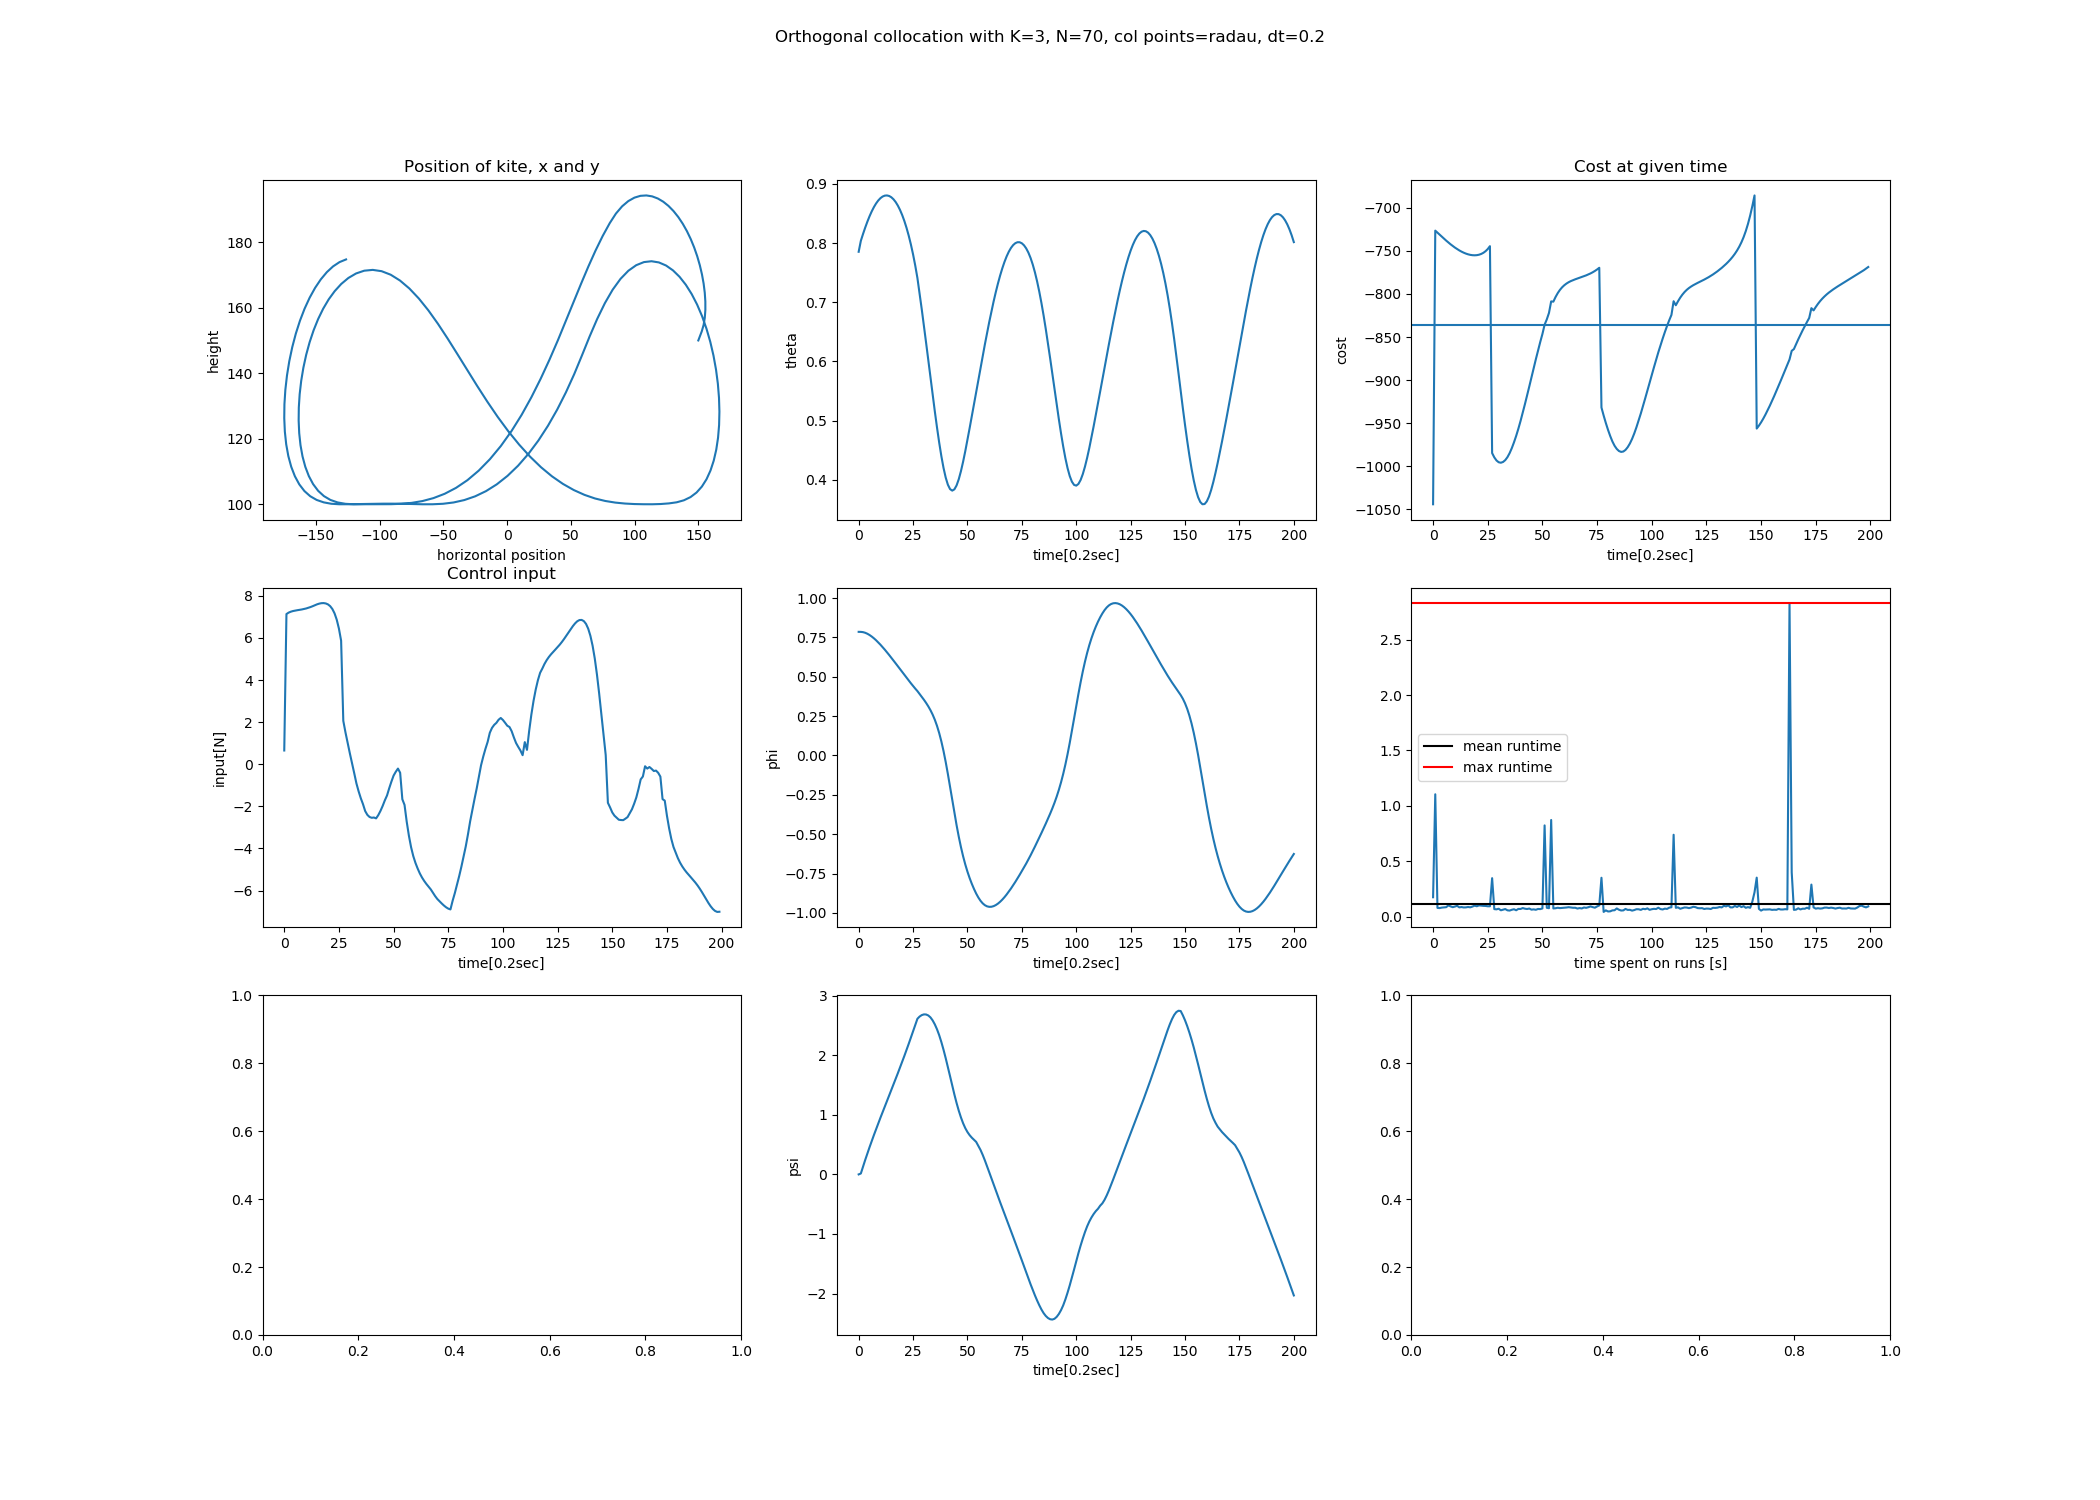 Orthogonal collocation with K=3, N=70, col points=radau, dt=0.2
Position of kite, x and y
height
180
160
140
120
100
−150 −100 −50 0 50 100 150
horizontal position
theta
0.9
0.8
0.7
0.6
0.5
0.4
0 25 50 75 100 125 150 175 200
time[0.2sec]
Cost at given time
cost
−700
−750
−800
−850
−900
−950
−1000
−1050
0 25 50 75 100 125 150 175 200
time[0.2sec]
Control input
input[N]
8
6
4
2
0
−2
−4
−6
0 25 50 75 100 125 150 175 200
time[0.2sec]
phi
1.00
0.75
0.50
0.25
0.00
−0.25
−0.50
−0.75
−1.00
0 25 50 75 100 125 150 175 200
time[0.2sec]
2.5
2.0
1.5
1.0
0.5
0.0
mean runtime
max runtime
0 25 50 75 100 125 150 175 200
time spent on runs [s]
1.0
0.8
0.6
0.4
0.2
0.0
0.0 0.2 0.4 0.6 0.8 1.0
psi
3
2
1
0
−1
−2
0 25 50 75 100 125 150 175 200
time[0.2sec]
1.0
0.8
0.6
0.4
0.2
0.0
0.0 0.2 0.4 0.6 0.8 1.0